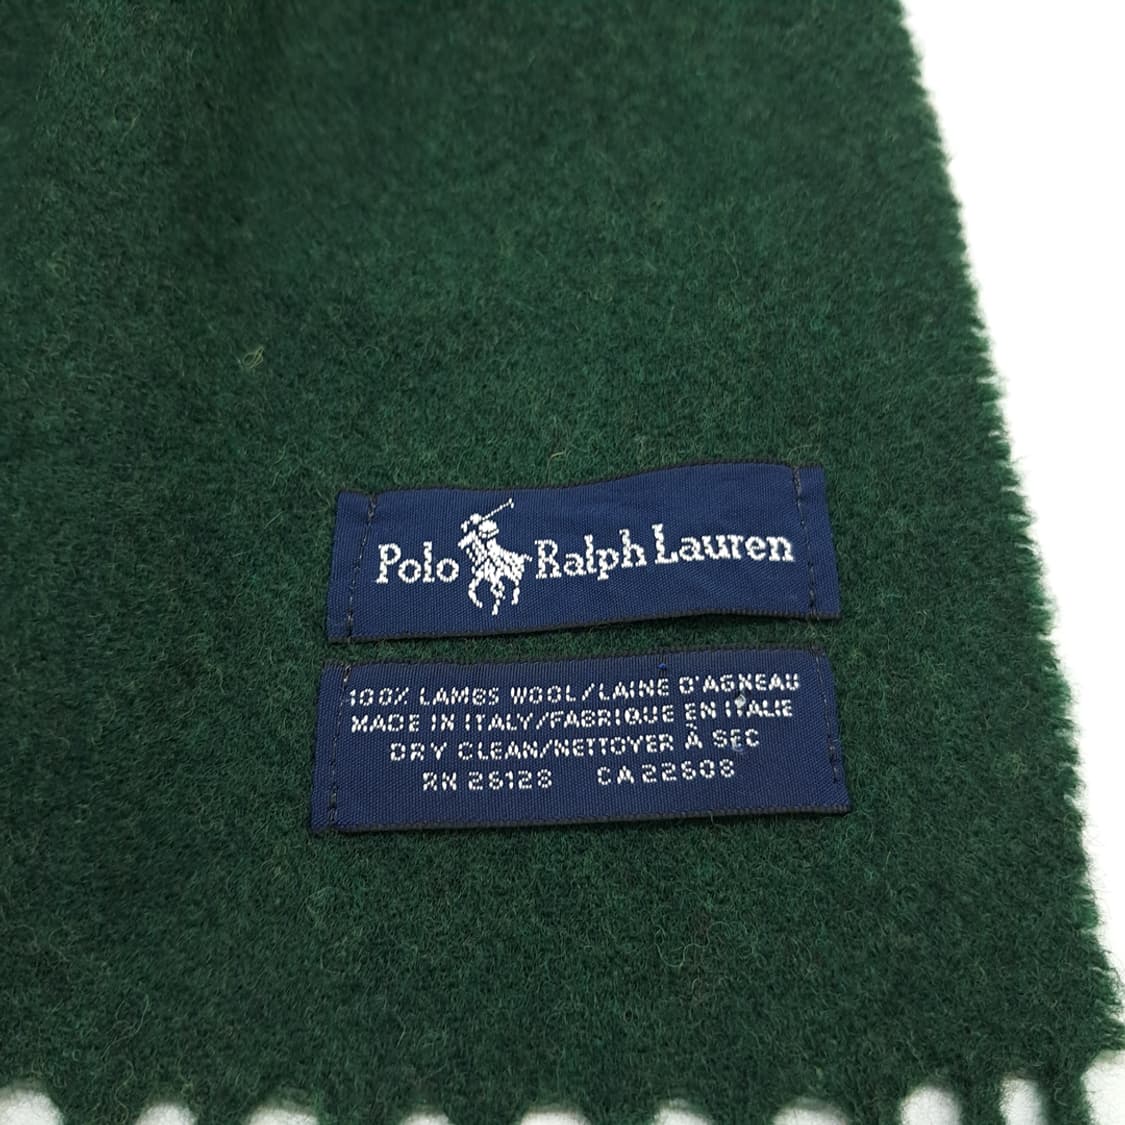 Polo Ralph Lauren
100% LAMBS WOOL/LAINE D'AGNEAU
MADE IN ITALY/FABRIQUE EN ITALIE
DRY CLEAN/NETTOYER À SEC
RN 26128 CA 22608